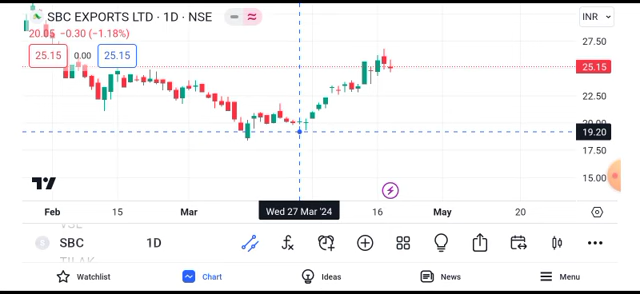 SBC EXPORTS LTD · 1D · NSE
INR
20.05 −0.30 (−1.18%)
27.50
25.15 0.00 25.15
25.15
22.50
20.00
19.20
17.50
15.00
Feb 15 Mar Wed 27 Mar '24 16 May 20
SBC 1D
Watchlist Chart Ideas News Menu